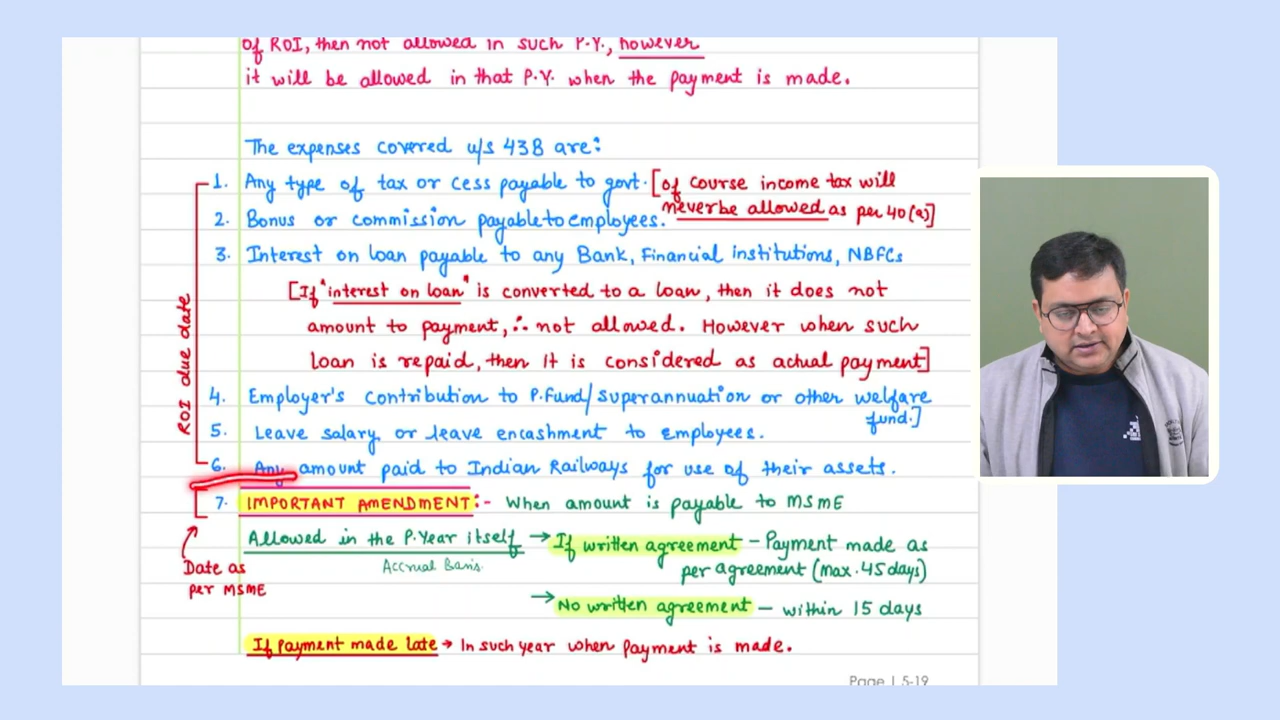 of ROI, then not allowed in such P.Y., however
it will be allowed in that P.Y. when the payment is made.
The expenses covered u/s 43B are:
1. Any type of tax or cess payable to govt. [of course income tax will
never be allowed as per 40(a)]
2. Bonus or commission payable to employees.
3. Interest on loan payable to any Bank, Financial institutions, NBFCs
[If "interest on loan" is converted to a loan, then it does not
amount to payment, ∴ not allowed. However when such
loan is repaid, then it is considered as actual payment]
ROI due date
4. Employer's contribution to P.Fund/superannuation or other welfare
fund.]
5. Leave salary or leave encashment to employees.
6. Any amount paid to Indian Railways for use of their assets.
7. IMPORTANT AMENDMENT:- When amount is payable to MSME
Allowed in the P.Year itself → If written agreement - Payment made as
Accrual Basis.
per agreement (max. 45 days)
Date as
per MSME
→ No written agreement - within 15 days
If payment made late → In such year when payment is made.
Page | 5-19